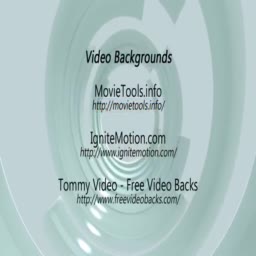 Video Backgrounds
MovieTools.info
http://movietools.info/
IgniteMotion.com
http://www.ignitemotion.com/
Tommy Video - Free Video Backs
http://www.freevideobacks.com/